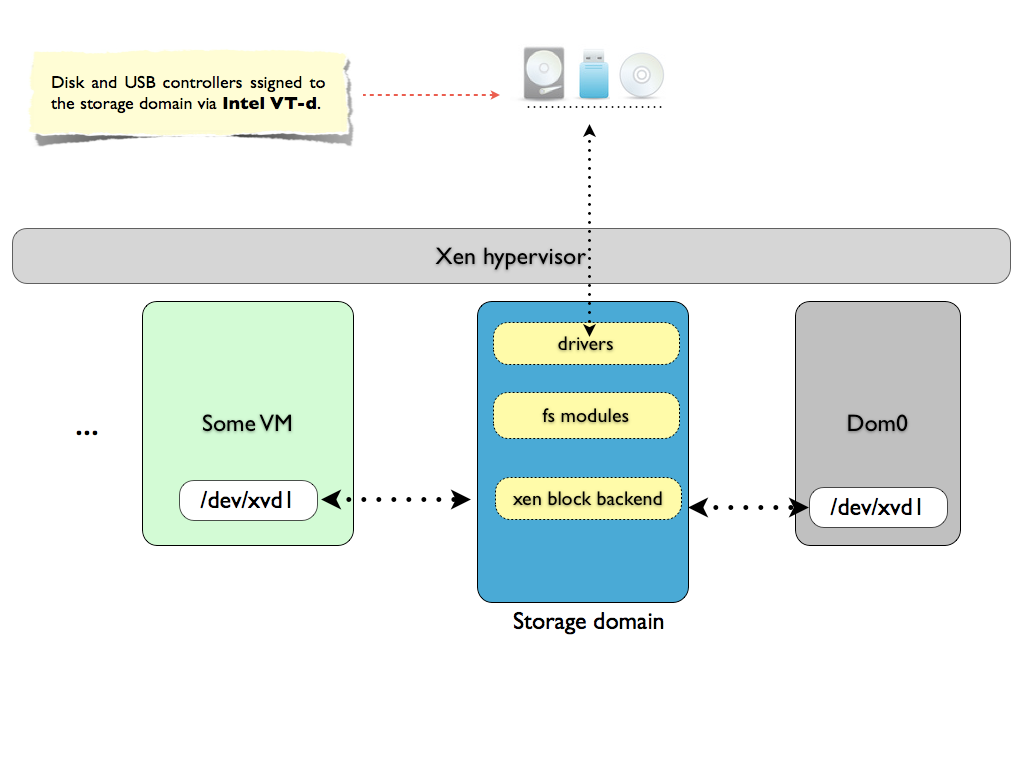 Disk and USB controllers ssigned to
the storage domain via Intel VT-d.
Xen hypervisor
drivers
fs modules
Some VM
Dom0
...
/dev/xvd1
xen block backend
/dev/xvd1
Storage domain